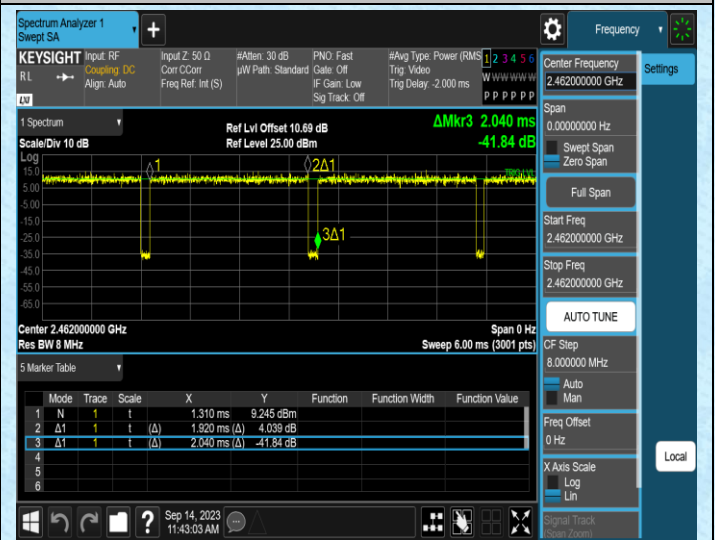 Spectrum Analyzer 1
Swept SA
+
Frequency
KEYSIGHT
RL
LXI
Input: RF
Coupling: DC
Align: Auto
Input Z: 50 Ω
Corr CCorr
Freq Ref: Int (S)
#Atten: 30 dB
µW Path: Standard
PNO: Fast
Gate: Off
IF Gain: Low
Sig Track: Off
#Avg Type: Power (RMS
Trig: Video
Trig Delay: -2.000 ms
1 2 3 4 5 6
W W W W W W
P P P P P P
Center Frequency
2.462000000 GHz
Settings
1 Spectrum
Scale/Div 10 dB
Ref Lvl Offset 10.69 dB
Ref Level 25.00 dBm
ΔMkr3 2.040 ms
-41.84 dB
Span
0.00000000 Hz
Swept Span
Zero Span
Log
15.0
5.00
-5.00
-15.0
-25.0
-35.0
-45.0
-55.0
-65.0
1
2Δ1
3Δ1
TRIG LVL
Full Span
Start Freq
2.462000000 GHz
Stop Freq
2.462000000 GHz
AUTO TUNE
Center 2.462000000 GHz
Res BW 8 MHz
Span 0 Hz
Sweep 6.00 ms (3001 pts)
CF Step
8.000000 MHz
Auto
Man
5 Marker Table
Mode Trace Scale X Y Function Function Width Function Value
1 N 1 t 1.310 ms 9.245 dBm
2 Δ1 1 t (Δ) 1.920 ms (Δ) 4.039 dB
3 Δ1 1 t (Δ) 2.040 ms (Δ) -41.84 dB
4
5
6
Freq Offset
0 Hz
X Axis Scale
Log
Lin
Local
Signal Track
(Span Zoom)
?
Sep 14, 2023
11:43:03 AM